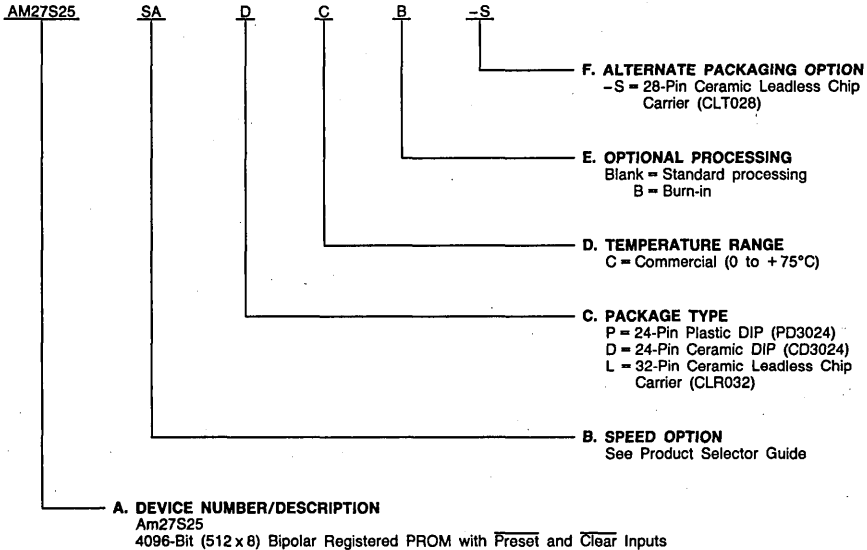 AM27S25 SA D C B -S
F. ALTERNATE PACKAGING OPTION
-S = 28-Pin Ceramic Leadless Chip
Carrier (CLT028)
E. OPTIONAL PROCESSING
Blank = Standard processing
B = Burn-in
D. TEMPERATURE RANGE
C = Commercial (0 to +75°C)
C. PACKAGE TYPE
P = 24-Pin Plastic DIP (PD3024)
D = 24-Pin Ceramic DIP (CD3024)
L = 32-Pin Ceramic Leadless Chip
Carrier (CLR032)
B. SPEED OPTION
See Product Selector Guide
A. DEVICE NUMBER/DESCRIPTION
Am27S25
4096-Bit (512 x 8) Bipolar Registered PROM with Preset and Clear Inputs